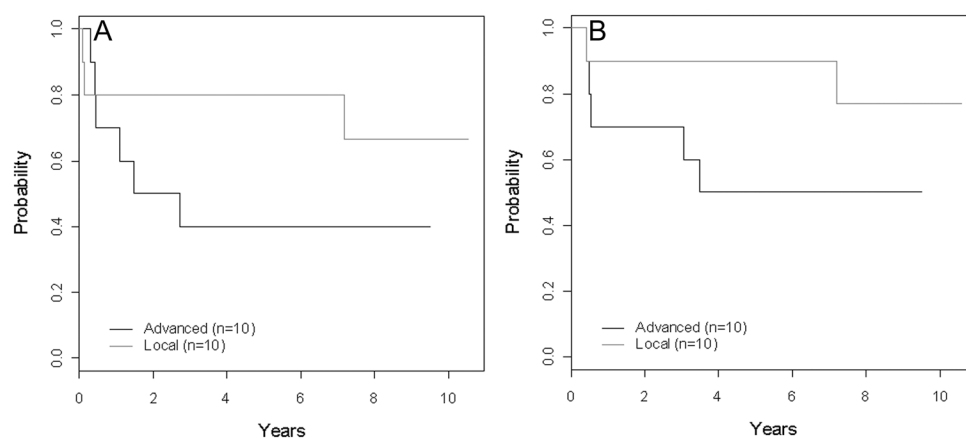 A
1.0
0.8
0.6
0.4
0.2
0.0
Probability
Advanced (n=10)
Local (n=10)
0 2 4 6 8 10
Years
B
1.0
0.8
0.6
0.4
0.2
0.0
Probability
Advanced (n=10)
Local (n=10)
0 2 4 6 8 10
Years